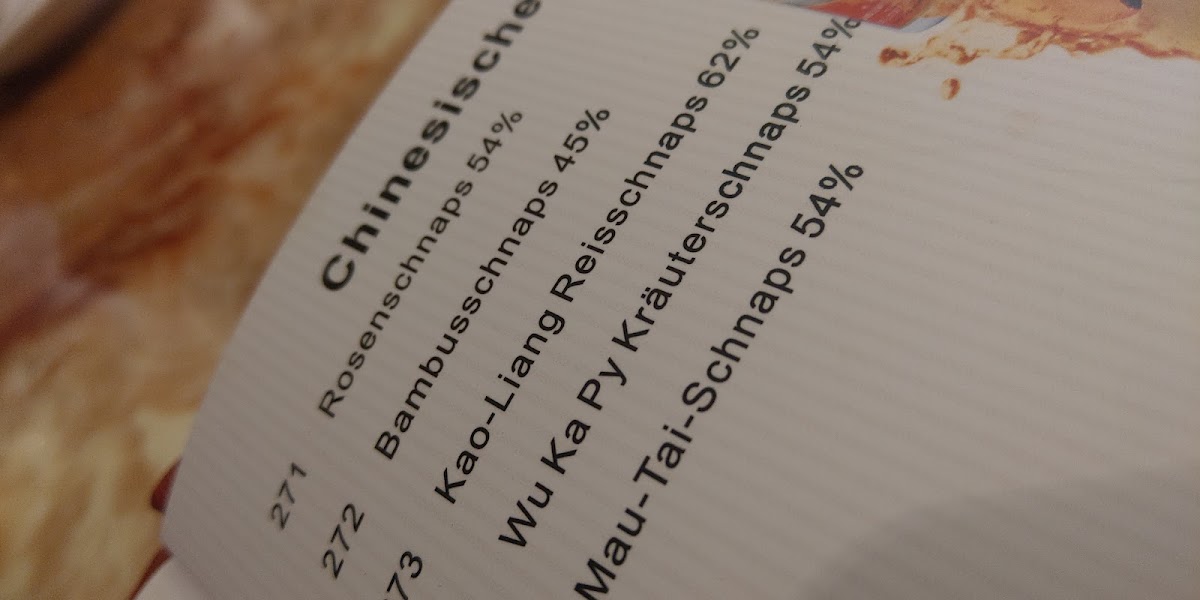 Chinesische
271 Rosenschnaps 54%
272 Bambusschnaps 45%
73 Kao-Liang Reisschnaps 62%
Wu Ka Py Kräuterschnaps 54%
Mau-Tai-Schnaps 54%